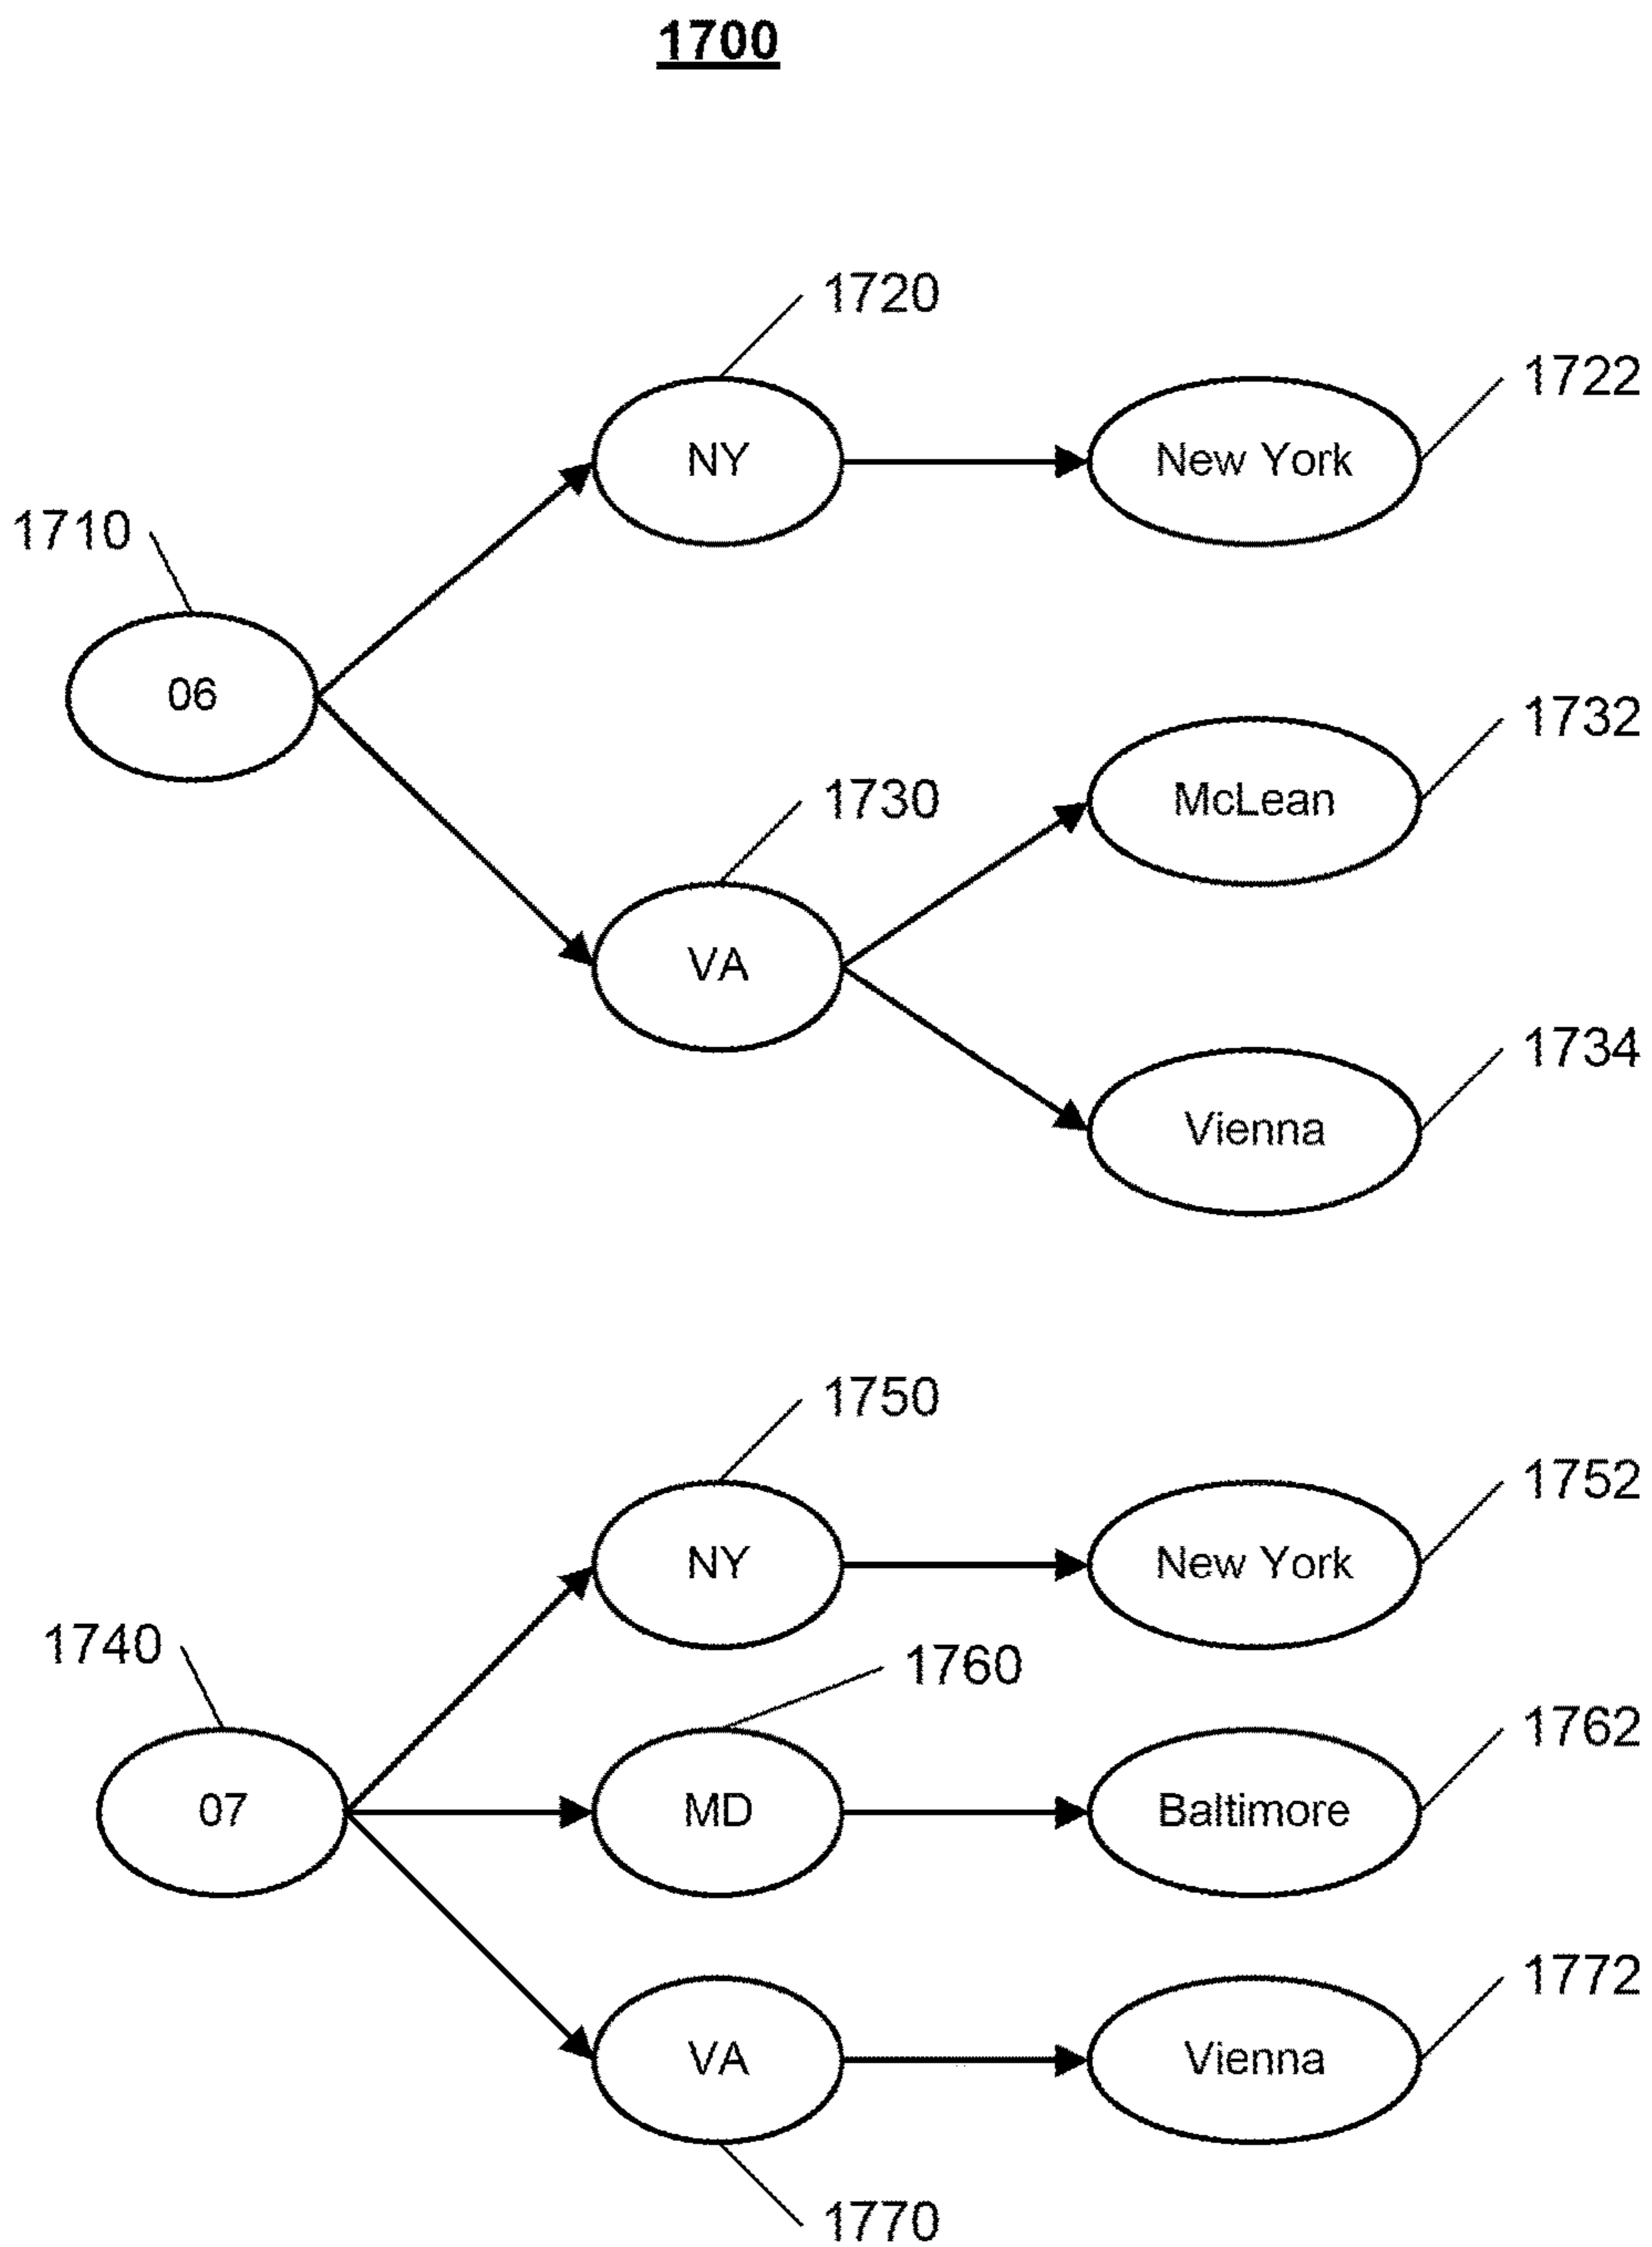 1700
1720
1722
NY
New York
1710
06
1732
1730
McLean
VA
1734
Vienna
1750
1752
NY
New York
1740
1760
1762
07
MD
Baltimore
1772
VA
Vienna
1770